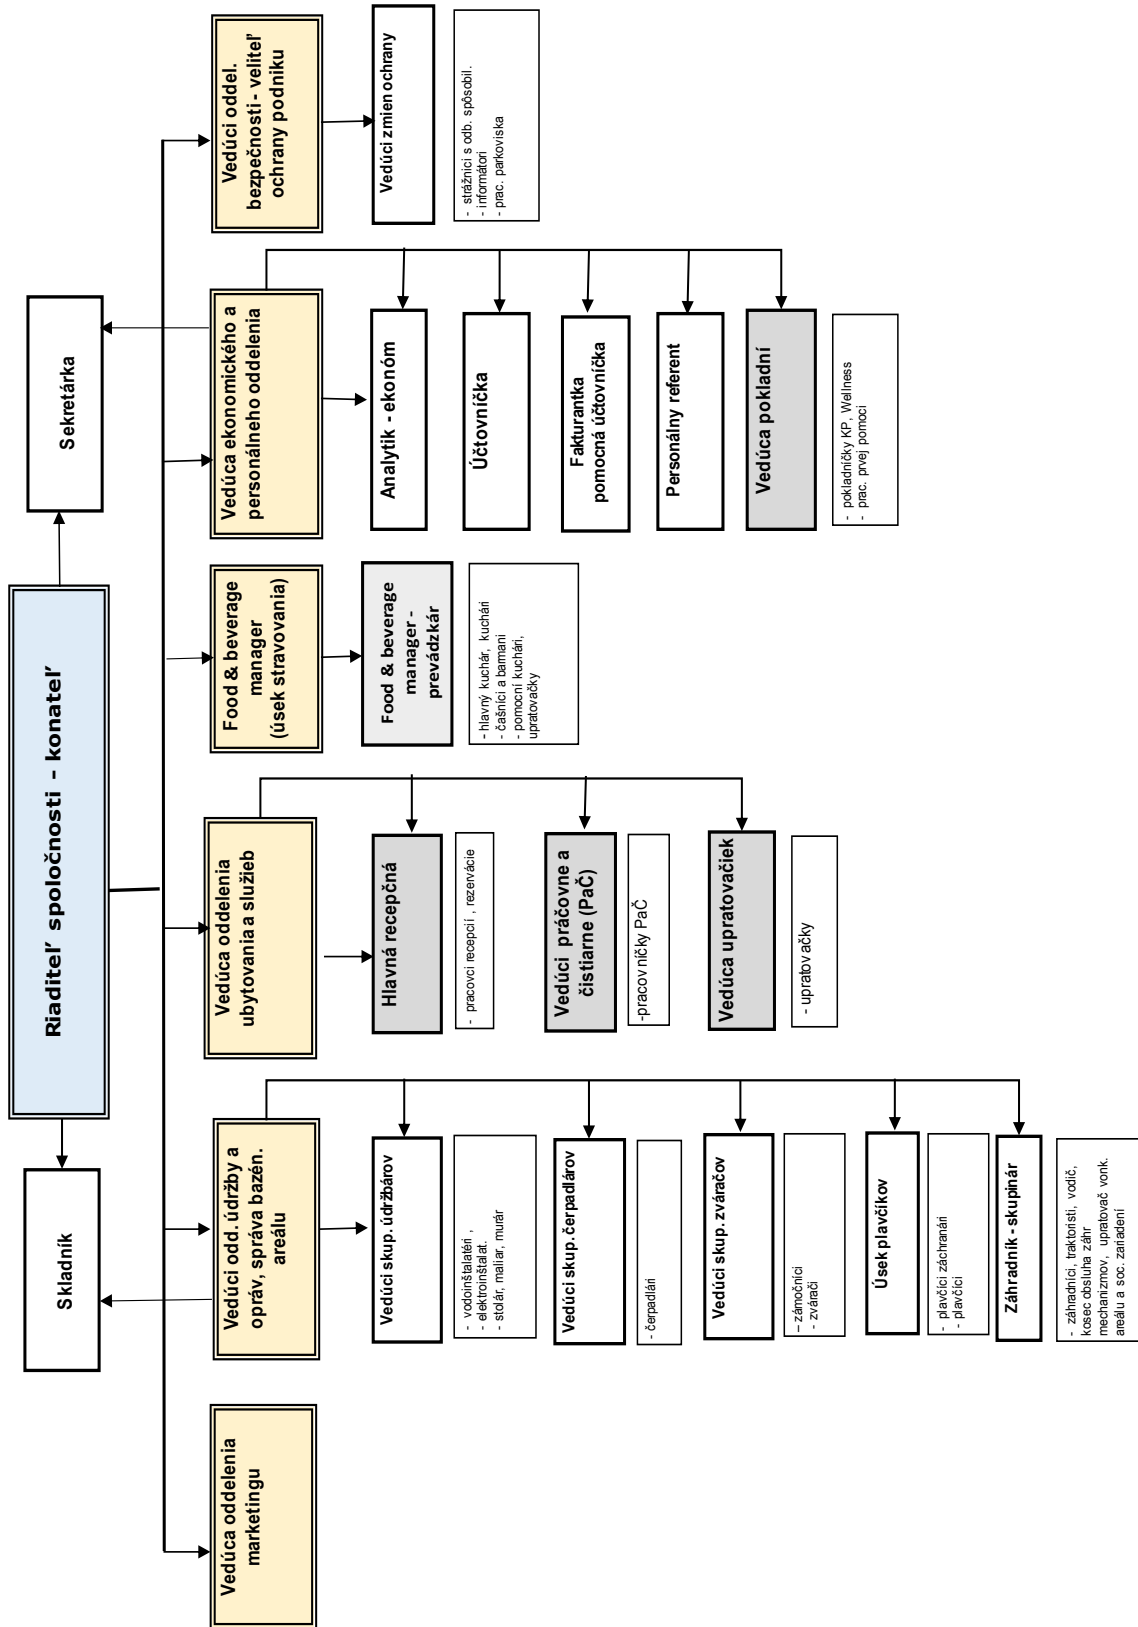 Riaditeľ spoločnosti - konateľ
Skladník
Sekretárka
Vedúca oddelenia
marketingu
Vedúci odd. údržby a
opráv, správa bazén.
areálu
Vedúca oddelenia
ubytovania a služieb
Food & beverage
manager
(úsek stravovania)
Vedúca ekonomického a
personálneho oddelenia
Vedúci oddel.
bezpečnosti - veliteľ
ochrany podniku
Vedúci skup. údržbárov
- vodoinštalatéri ,
- elektroinštalat.
- stolár, maliar, murár
Vedúci skup. čerpadlárov
- čerpadlári
Vedúci skup. zváračov
– zámočníci
- zvárači
Úsek plavčíkov
- plavčíci záchranári
- plavčíci
Záhradník - skupinár
- záhradníci, traktoristi, vodič,
kosec obsluha záhr
mechanizmov, upratovač vonk.
areálu a soc. zariadení
Hlavná recepčná
- pracovci recepcií , rezervácie
Vedúci práčovne a
čistiarne (PaČ)
-pracovníčky PaČ
Vedúca upratovačiek
- upratovačky
Food & beverage
manager -
prevádzkár
- hlavný kuchár, kuchári
- čašníci a barmani
- pomocní kuchári,
upratovačky
Analytik - ekonóm
Účtovníčka
Fakturantka
pomocná účtovníčka
Personálny referent
Vedúca pokladní
- pokladníčky KP, Wellness
- prac. prvej pomoci
Vedúci zmien ochrany
- strážnici s odb. spôsobil.
- informátori
- prac. parkoviska